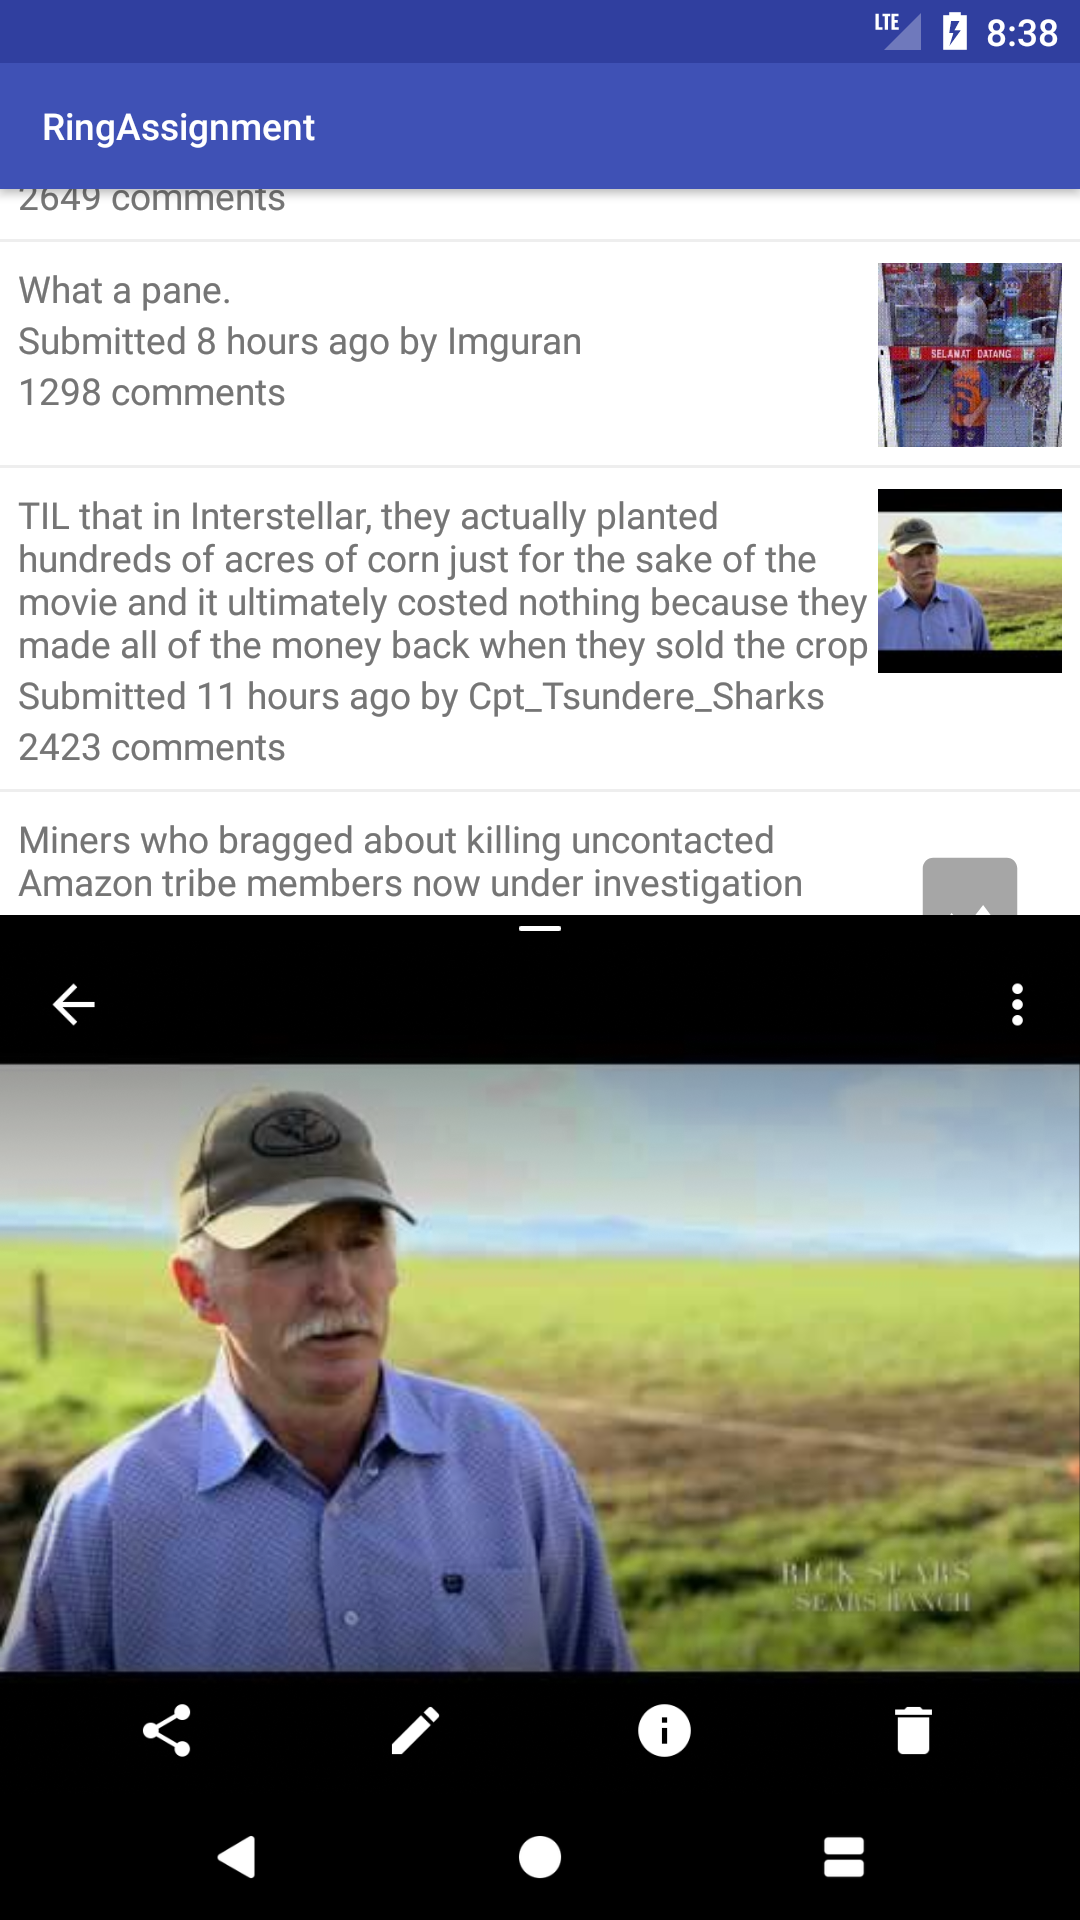 LTE 8:38
RingAssignment
2649 comments
What a pane.
Submitted 8 hours ago by Imguran
1298 comments
SELAMAT DATANG
TIL that in Interstellar, they actually planted
hundreds of acres of corn just for the sake of the
movie and it ultimately costed nothing because they
made all of the money back when they sold the crop
Submitted 11 hours ago by Cpt_Tsundere_Sharks
2423 comments
Miners who bragged about killing uncontacted
Amazon tribe members now under investigation
RICK SEARS
SEARS RANCH